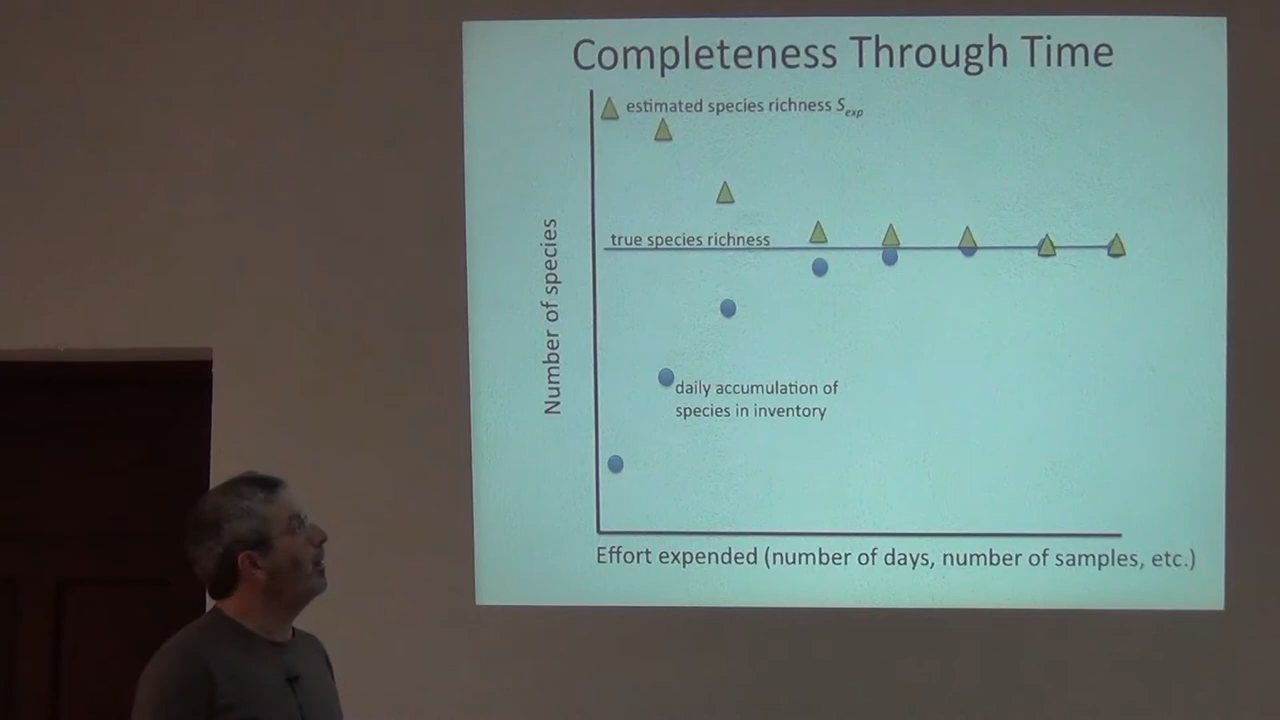 Completeness Through Time
estimated species richness Sexp
true species richness
Number of species
daily accumulation of
species in inventory
Effort expended (number of days, number of samples, etc.)